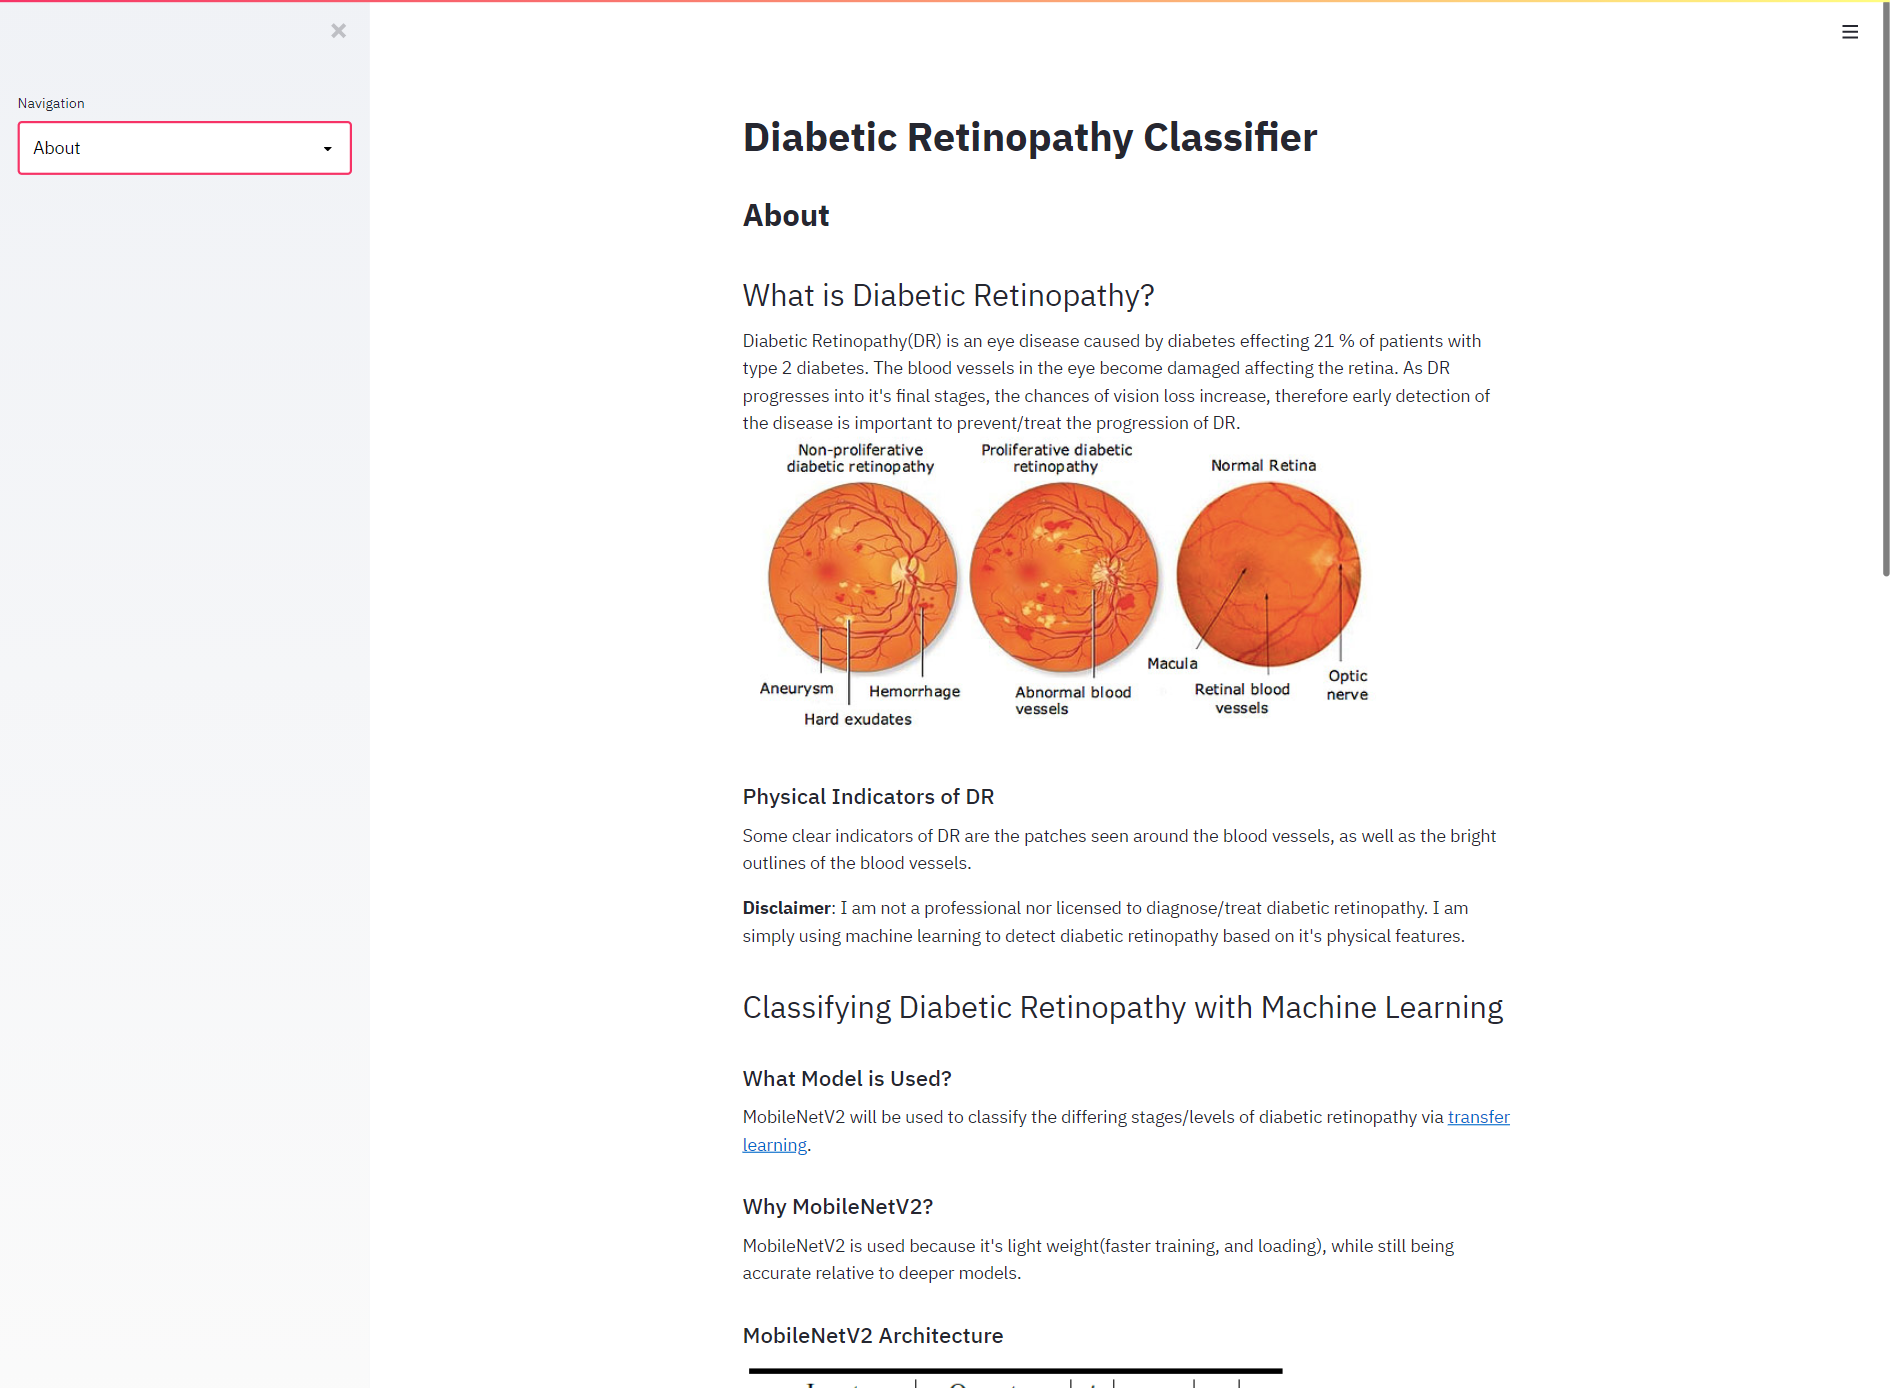 Navigation
About
Diabetic Retinopathy Classifier
About
What is Diabetic Retinopathy?
Diabetic Retinopathy(DR) is an eye disease caused by diabetes effecting 21 % of patients with
type 2 diabetes. The blood vessels in the eye become damaged affecting the retina. As DR
progresses into it's final stages, the chances of vision loss increase, therefore early detection of
the disease is important to prevent/treat the progression of DR.
Non-proliferative
diabetic retinopathy
Proliferative diabetic
retinopathy
Normal Retina
Aneurysm
Hard exudates
Hemorrhage
Abnormal blood
vessels
Macula
Retinal blood
vessels
Optic
nerve
Physical Indicators of DR
Some clear indicators of DR are the patches seen around the blood vessels, as well as the bright
outlines of the blood vessels.
Disclaimer: I am not a professional nor licensed to diagnose/treat diabetic retinopathy. I am
simply using machine learning to detect diabetic retinopathy based on it's physical features.
Classifying Diabetic Retinopathy with Machine Learning
What Model is Used?
MobileNetV2 will be used to classify the differing stages/levels of diabetic retinopathy via transfer
learning.
Why MobileNetV2?
MobileNetV2 is used because it's light weight(faster training, and loading), while still being
accurate relative to deeper models.
MobileNetV2 Architecture